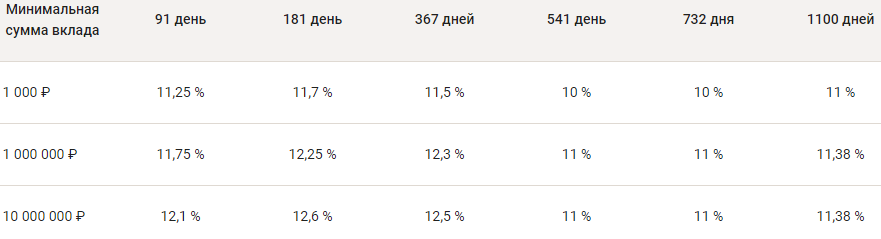 Минимальная
сумма вклада 91 день 181 день 367 дней 541 день 732 дня 1100 дней
1 000 ₽ 11,25 % 11,7 % 11,5 % 10 % 10 % 11 %
1 000 000 ₽ 11,75 % 12,25 % 12,3 % 11 % 11 % 11,38 %
10 000 000 ₽ 12,1 % 12,6 % 12,5 % 11 % 11 % 11,38 %